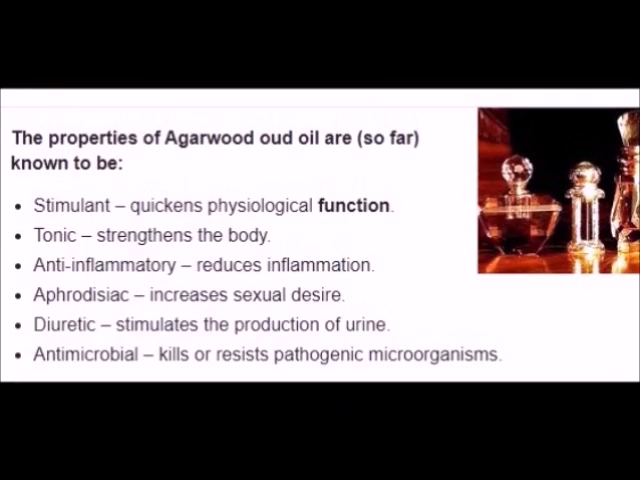 The properties of Agarwood oud oil are (so far)
known to be:
• Stimulant – quickens physiological function.
• Tonic – strengthens the body.
• Anti-inflammatory – reduces inflammation.
• Aphrodisiac – increases sexual desire.
• Diuretic – stimulates the production of urine.
• Antimicrobial – kills or resists pathogenic microorganisms.